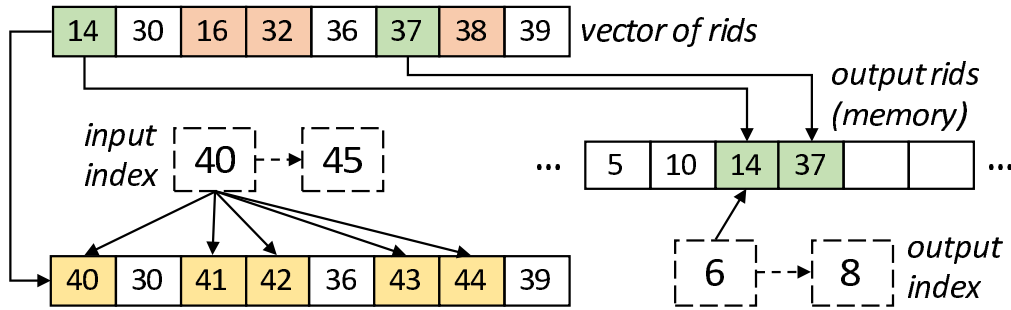 14 30 16 32 36 37 38 39 vector of rids
output rids
(memory)
input
index
40 45
... 5 10 14 37 ...
40 30 41 42 36 43 44 39
6 8
output
index